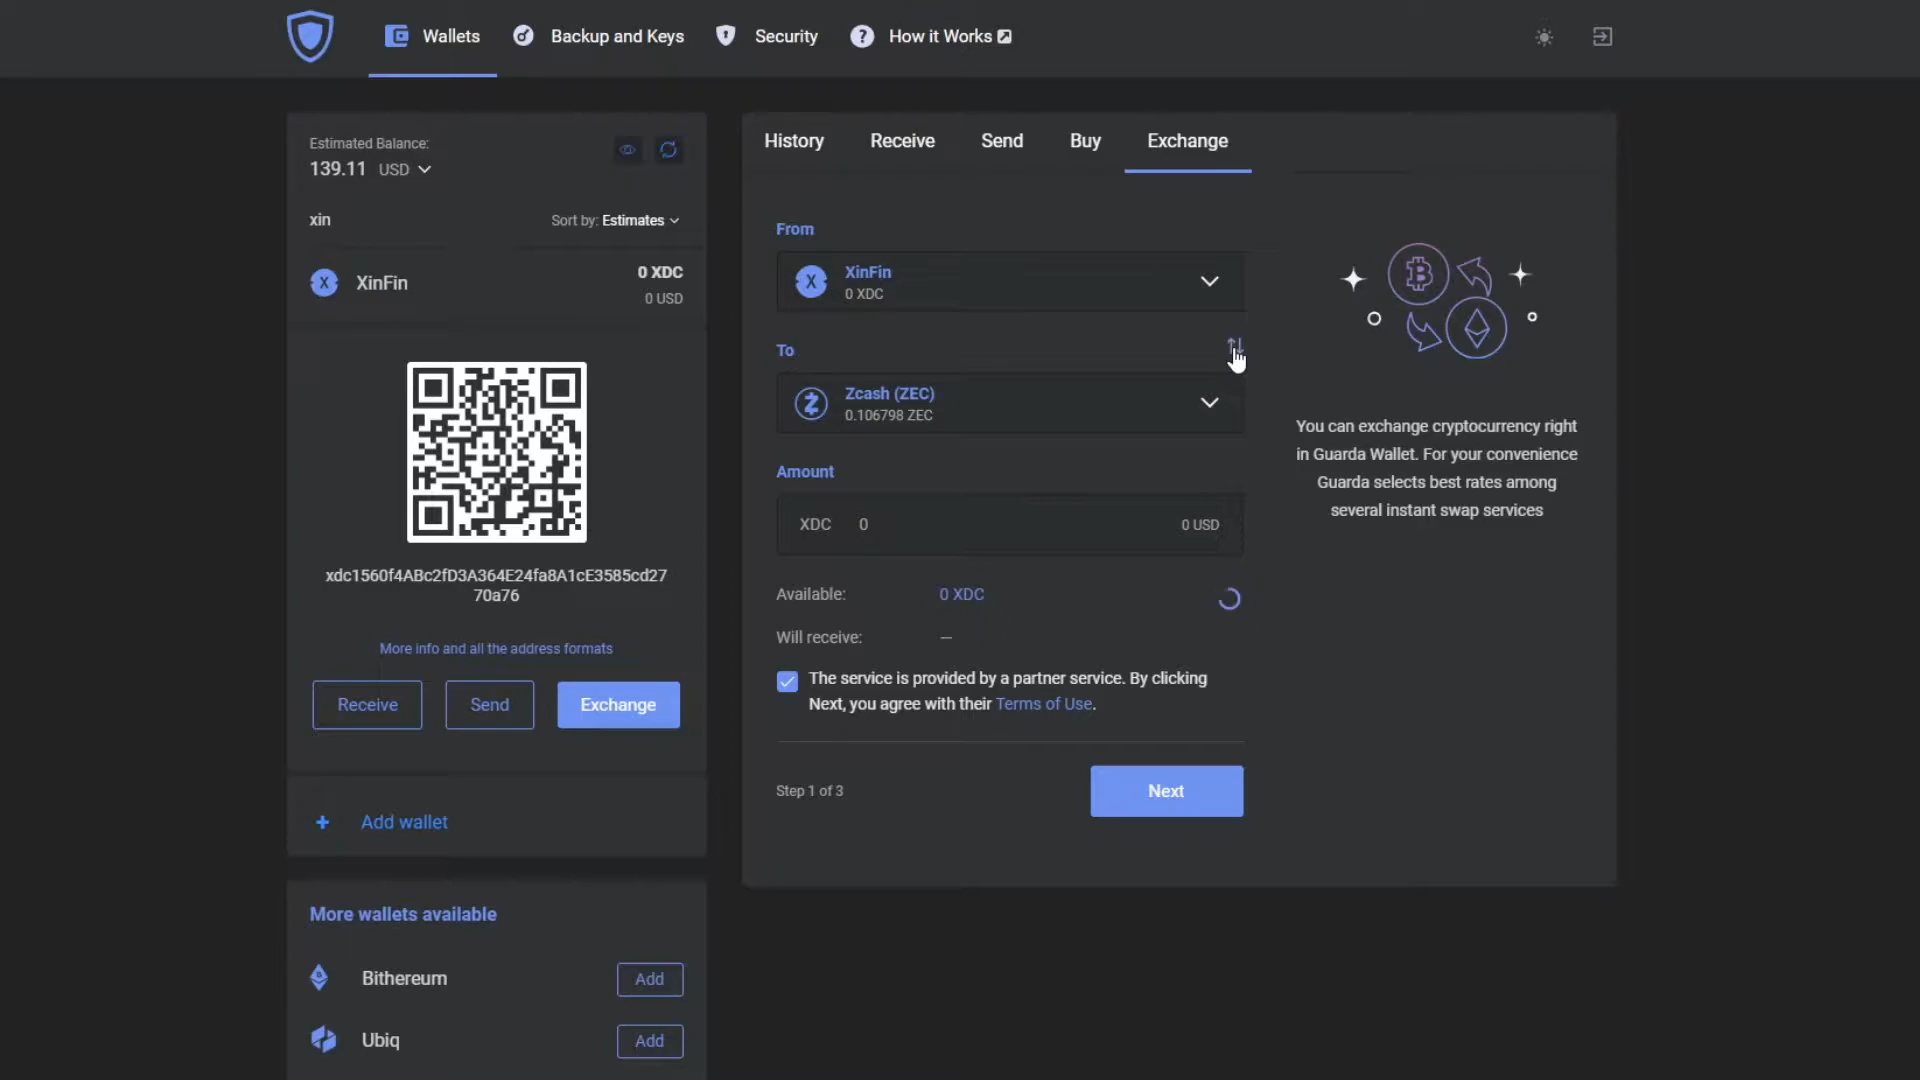 Wallets
Backup and Keys
Security
How it Works
Estimated Balance:
139.11 USD
xin
Sort by: Estimates
XinFin
0 XDC
0 USD
xdc1560f4ABc2fD3A364E24fa8A1cE3585cd27
70a76
More info and all the address formats
Receive
Send
Exchange
+ Add wallet
More wallets available
Bithereum
Add
Ubiq
Add
History
Receive
Send
Buy
Exchange
From
XinFin
0 XDC
To
Zcash (ZEC)
0.106798 ZEC
Amount
XDC 0
0 USD
Available: 0 XDC
Will receive: —
The service is provided by a partner service. By clicking
Next, you agree with their Terms of Use.
Step 1 of 3
Next
You can exchange cryptocurrency right
in Guarda Wallet. For your convenience
Guarda selects best rates among
several instant swap services